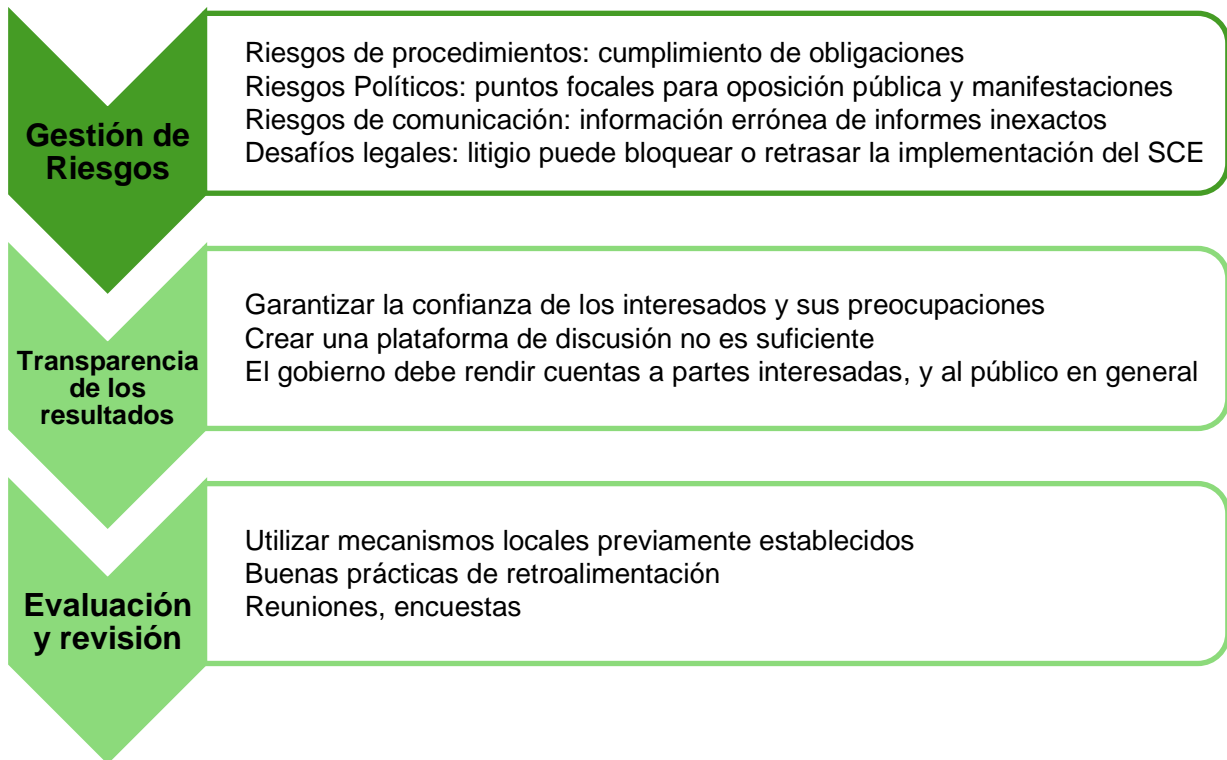 Gestión de
Riesgos
Riesgos de procedimientos: cumplimiento de obligaciones
Riesgos Políticos: puntos focales para oposición pública y manifestaciones
Riesgos de comunicación: información errónea de informes inexactos
Desafíos legales: litigio puede bloquear o retrasar la implementación del SCE
Transparencia
de los
resultados
Garantizar la confianza de los interesados y sus preocupaciones
Crear una plataforma de discusión no es suficiente
El gobierno debe rendir cuentas a partes interesadas, y al público en general
Evaluación
y revisión
Utilizar mecanismos locales previamente establecidos
Buenas prácticas de retroalimentación
Reuniones, encuestas